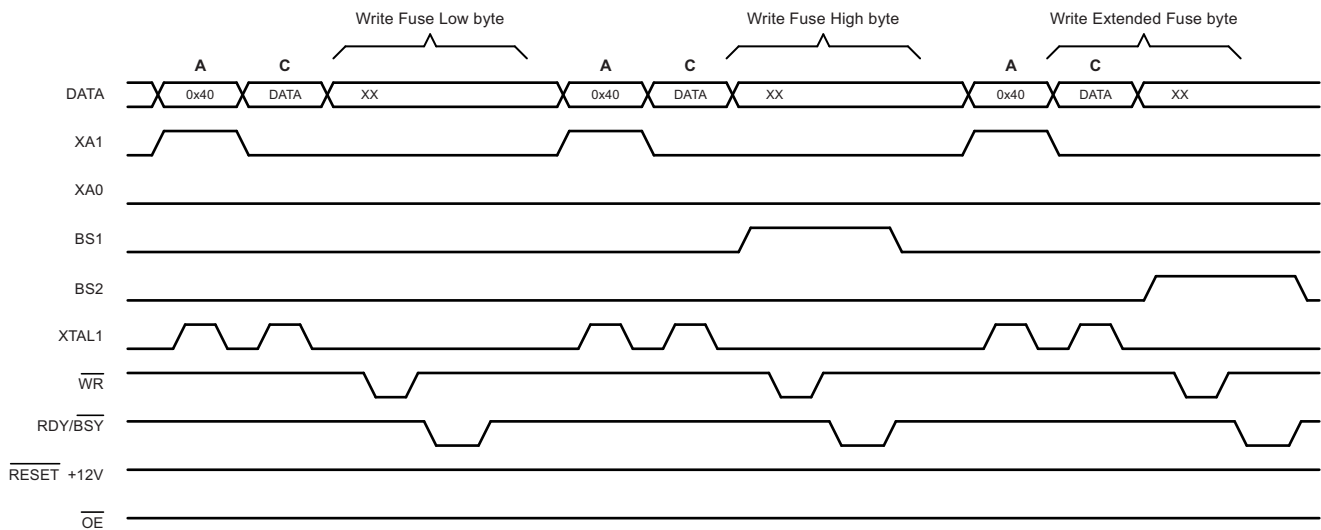 Write Fuse Low byte Write Fuse High byte Write Extended Fuse byte
A C A C A C
DATA 0x40 DATA XX 0x40 DATA XX 0x40 DATA XX
XA1
XA0
BS1
BS2
XTAL1
WR
RDY/BSY
RESET +12V
OE